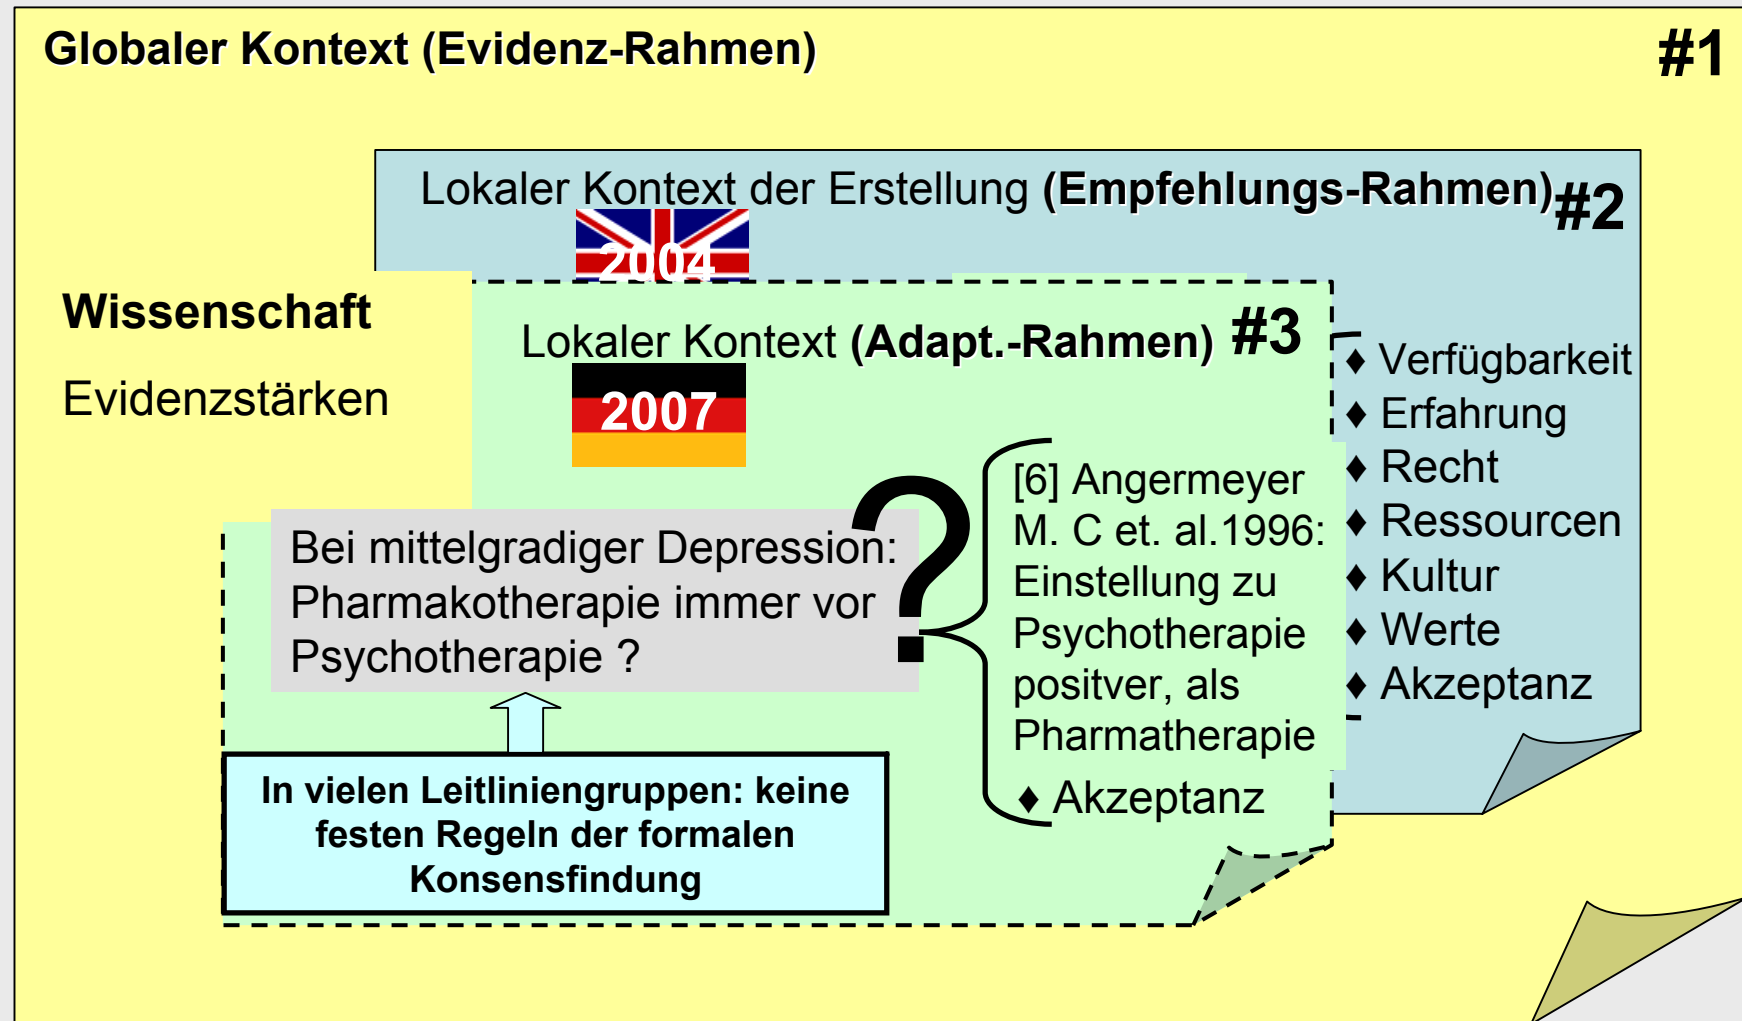 Globaler Kontext (Evidenz-Rahmen)
#1
Lokaler Kontext der Erstellung (Empfehlungs-Rahmen)
#2
2004
Wissenschaft
Evidenzstärken
Lokaler Kontext (Adapt.-Rahmen)
#3
2007
♦ Verfügbarkeit
♦ Erfahrung
♦ Recht
♦ Ressourcen
♦ Kultur
♦ Werte
♦ Akzeptanz
Bei mittelgradiger Depression:
Pharmakotherapie immer vor
Psychotherapie ?
?
[6] Angermeyer
M. C et. al.1996:
Einstellung zu
Psychotherapie
positver, als
Pharmatherapie
♦ Akzeptanz
In vielen Leitliniengruppen: keine
festen Regeln der formalen
Konsensfindung